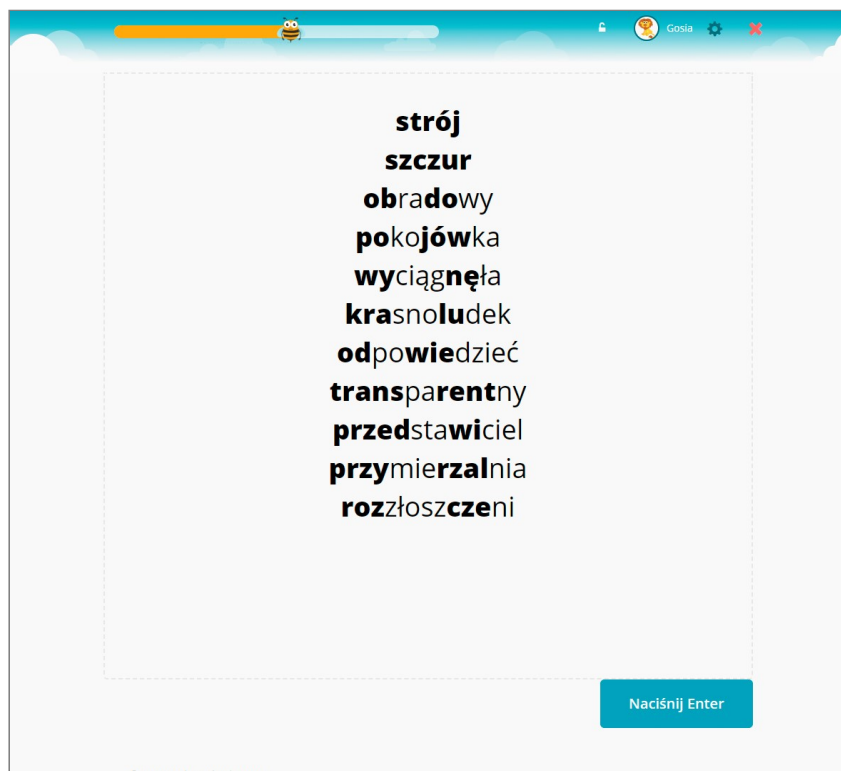 Gosia
strój
szczur
obradowy
pokojówka
wyciągnęła
krasnoludek
odpowiedzieć
transparentny
przedstawiciel
przymierzalnia
rozzłoszczeni
Naciśnij Enter